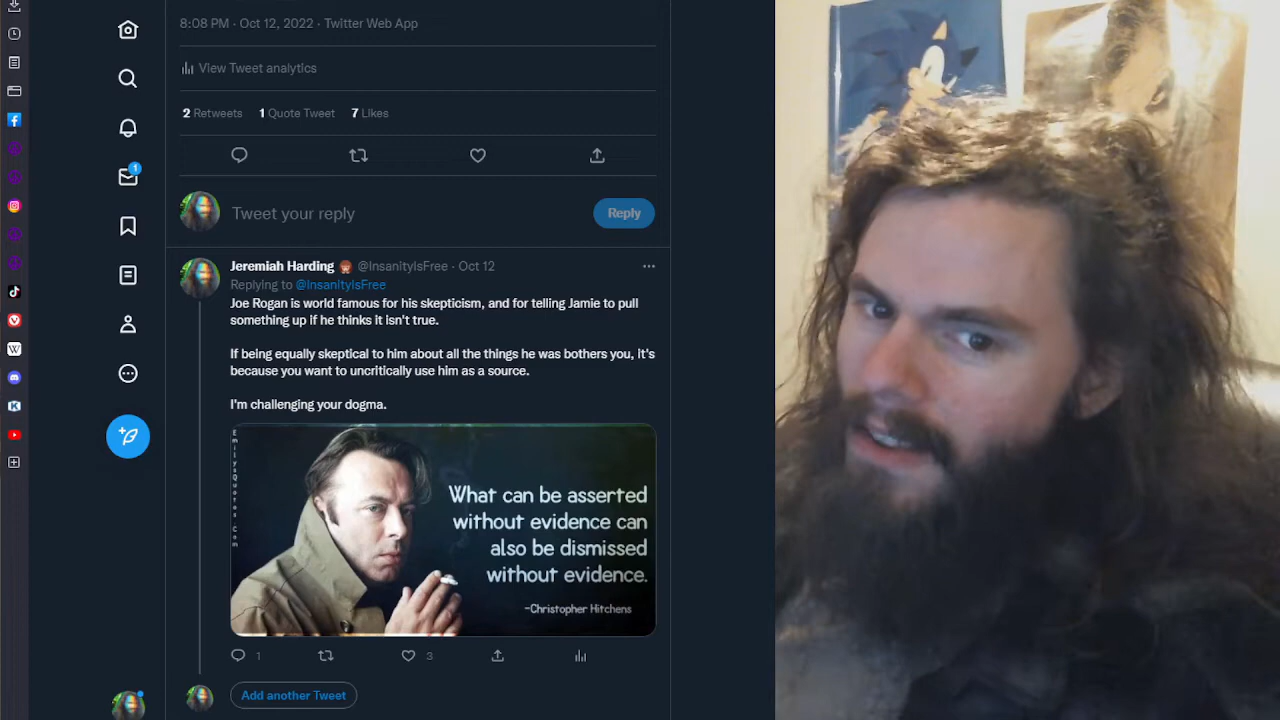 8:08 PM · Oct 12, 2022 · Twitter Web App
View Tweet analytics
2 Retweets 1 Quote Tweet 7 Likes
Tweet your reply
Reply
1
Jeremiah Harding @InsanityIsFree · Oct 12
Replying to @InsanityIsFree
Joe Rogan is world famous for his skepticism, and for telling Jamie to pull
something up if he thinks it isn't true.
If being equally skeptical to him about all the things he was bothers you, it's
because you want to uncritically use him as a source.
I'm challenging your dogma.
EmilysQuotes.Com
What can be asserted
without evidence can
also be dismissed
without evidence.
-Christopher Hitchens
1 3
Add another Tweet